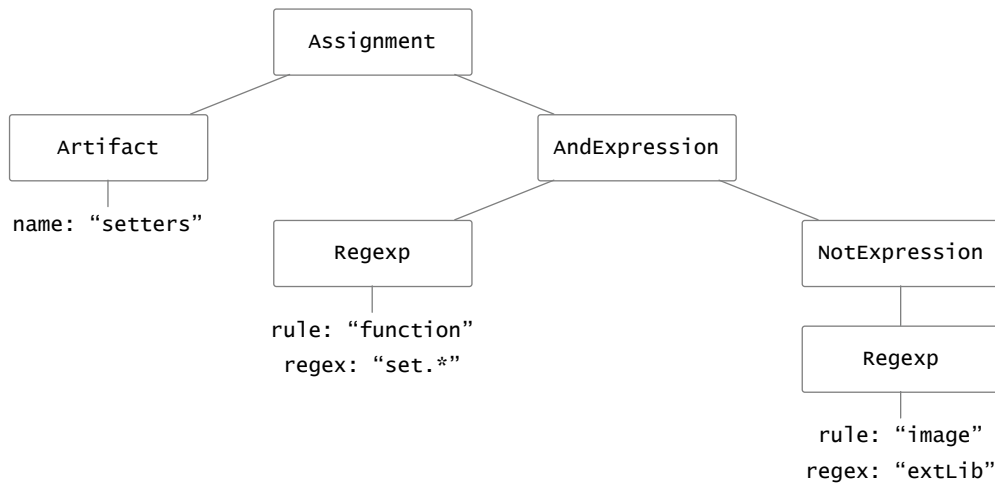 Assignment
Artifact
AndExpression
name: “setters”
Regexp
NotExpression
rule: “function”
regex: “set.*”
Regexp
rule: “image”
regex: “extLib”